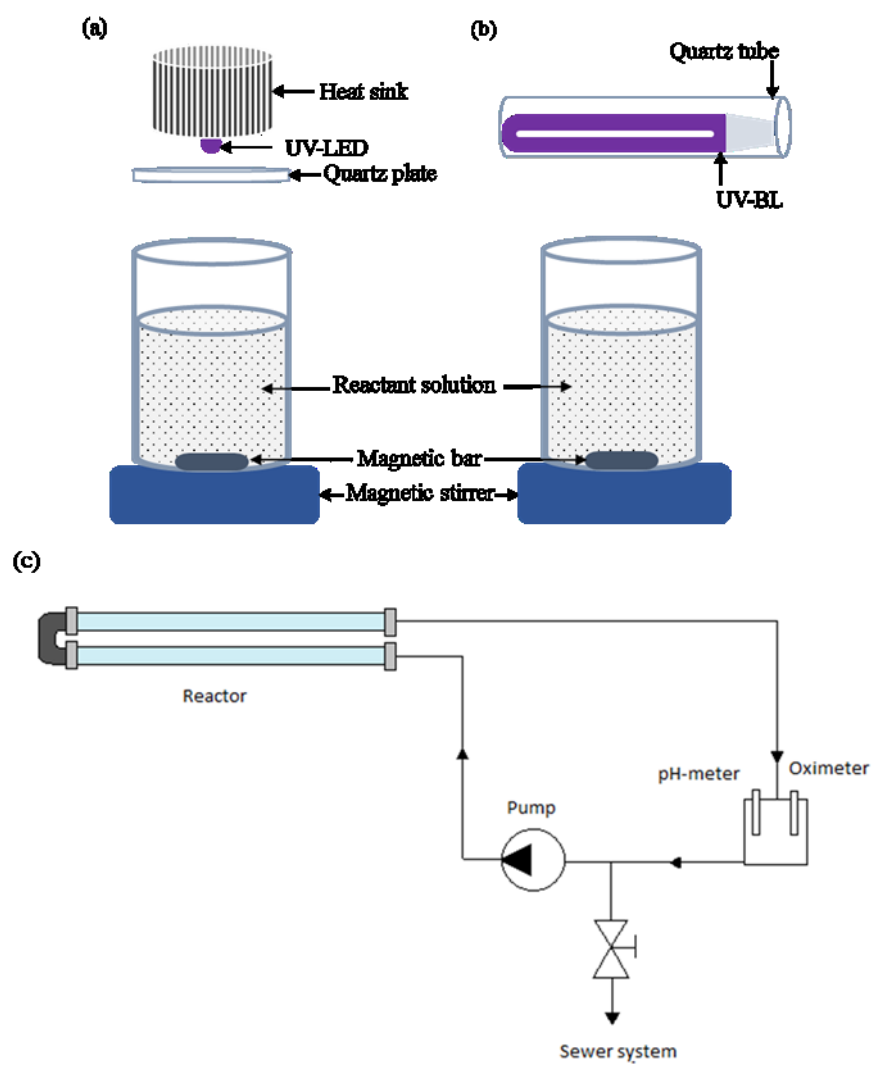 (a)
(b)
Quartz tube
Heat sink
UV-LED
Quartz plate
UV-BL
Reactant solution
Magnetic bar
Magnetic stirrer
(c)
Reactor
pH-meter
Oximeter
Pump
Sewer system